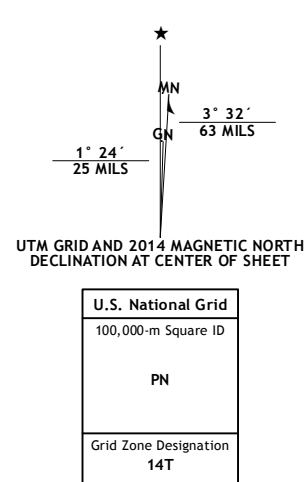 ★
MN
GN
3° 32´
63 MILS
1° 24´
25 MILS
UTM GRID AND 2014 MAGNETIC NORTH
DECLINATION AT CENTER OF SHEET
U.S. National Grid
100,000-m Square ID
PN
Grid Zone Designation
14T